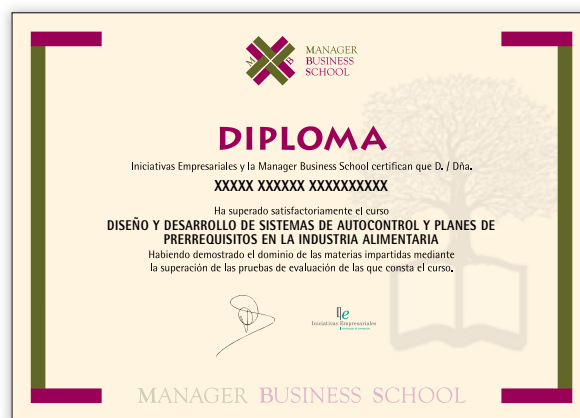 MANAGER
BUSINESS
SCHOOL
M
B
DIPLOMA
Iniciativas Empresariales y la Manager Business School certifican que D. / Dña.
XXXXX XXXXXX XXXXXXXXXX
Ha superado satisfactoriamente el curso
DISEÑO Y DESARROLLO DE SISTEMAS DE AUTOCONTROL Y PLANES DE
PRERREQUISITOS EN LA INDUSTRIA ALIMENTARIA
Habiendo demostrado el dominio de las materias impartidas mediante
la superación de las pruebas de evaluación de las que consta el curso.
Iniciativas Empresariales
MANAGER BUSINESS SCHOOL